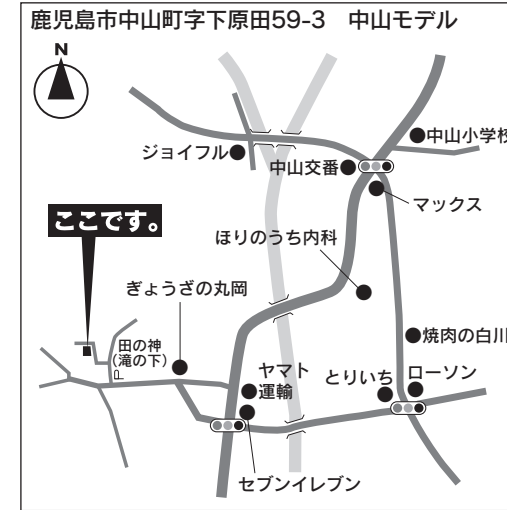 鹿児島市中山町字下原田59-3　中山モデル
N
中山小学校
ジョイフル
中山交番
マックス
ここです。
ほりのうち内科
ぎょうざの丸岡
田の神
(滝の下)
P
焼肉の白川
ヤマト
運輸
とりいち
ローソン
セブンイレブン